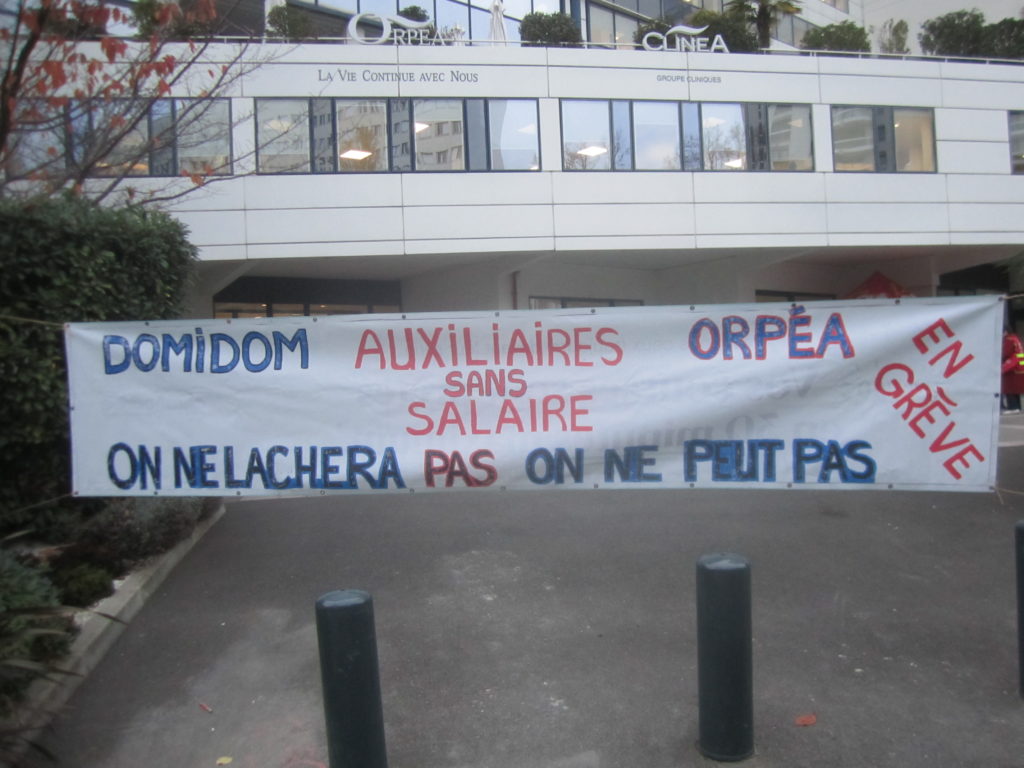 ORPEA
CLINEA
LA VIE CONTINUE AVEC NOUS
GROUPE CLINIQUES
DOMiDOM AUXiLiAiRES ORPÉA
SANS
SALAIRE
EN
GRÈVE
ON NE LACHERA PAS ON NE PEUT PAS